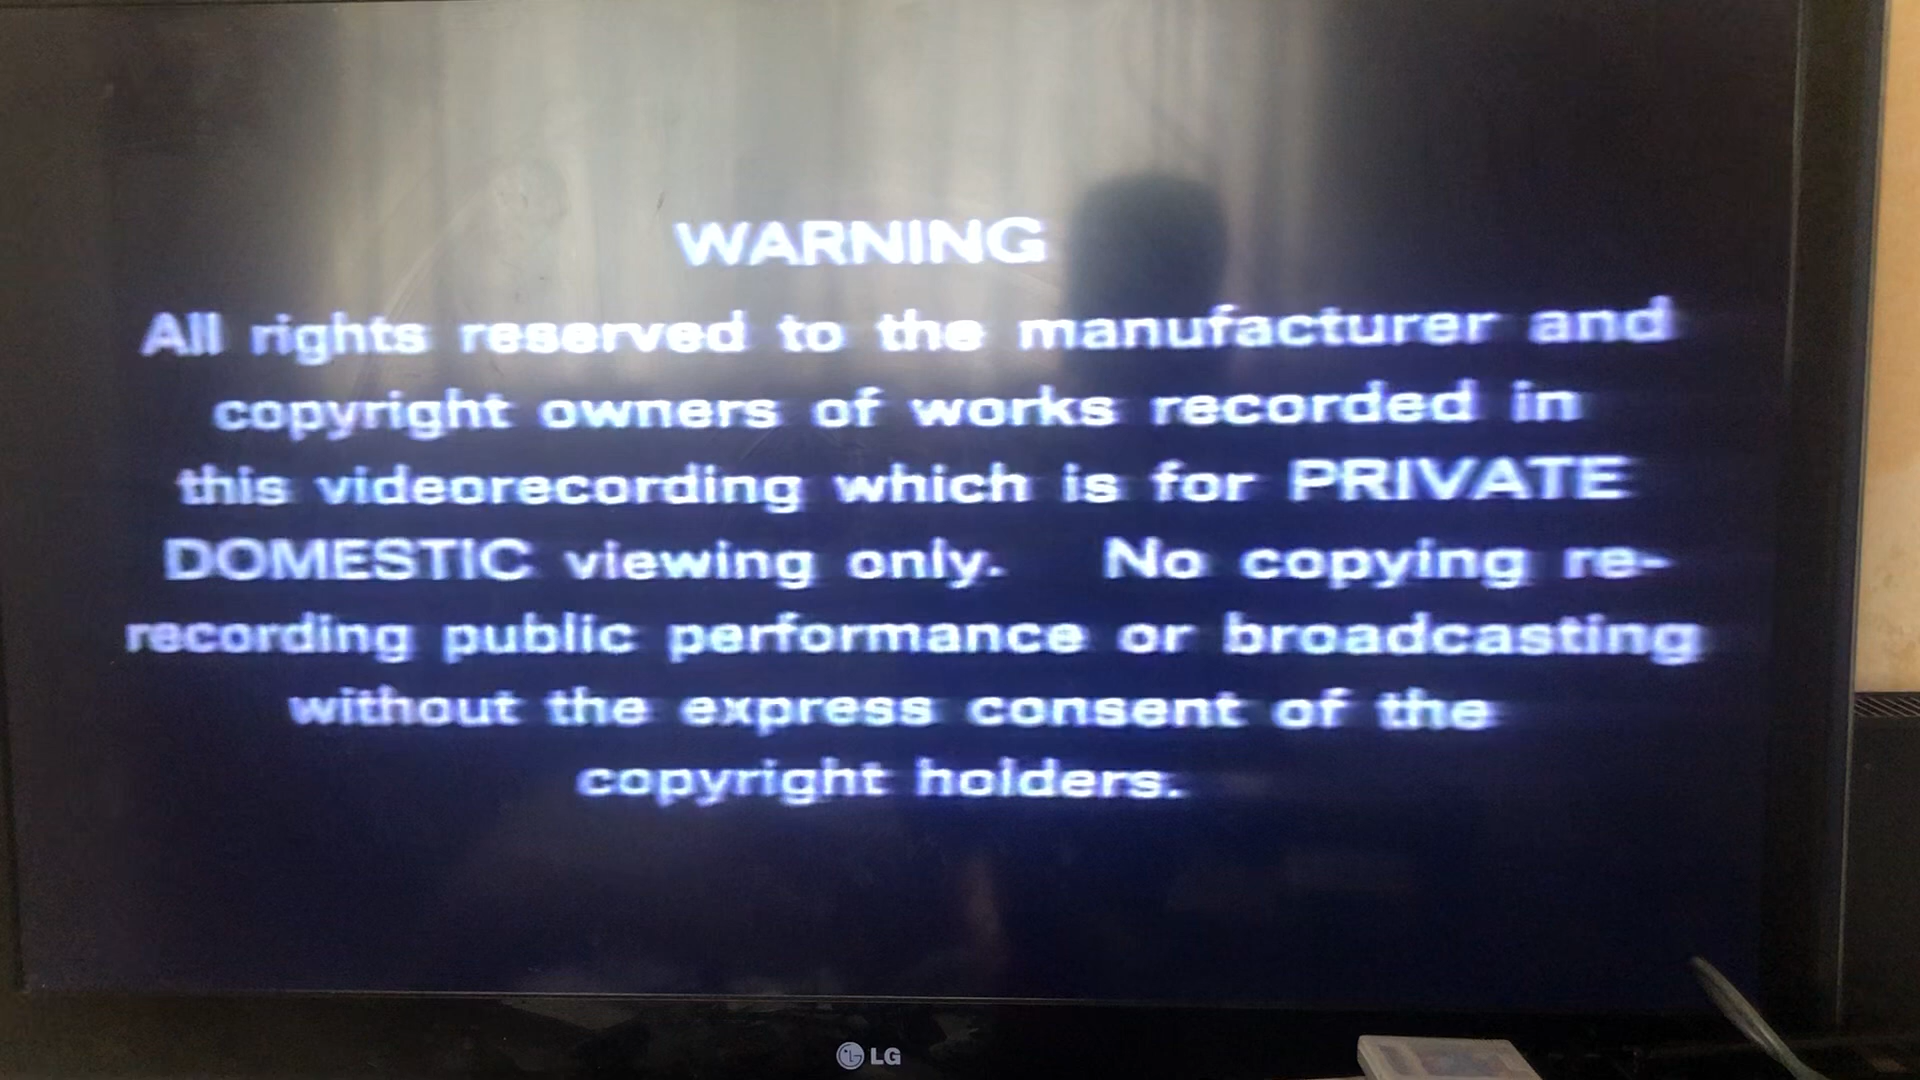 WARNING
All rights reserved to the manufacturer and
copyright owners of works recorded in
this videorecording which is for PRIVATE
DOMESTIC viewing only. No copying re-
recording public performance or broadcasting
without the express consent of the
copyright holders.
LG